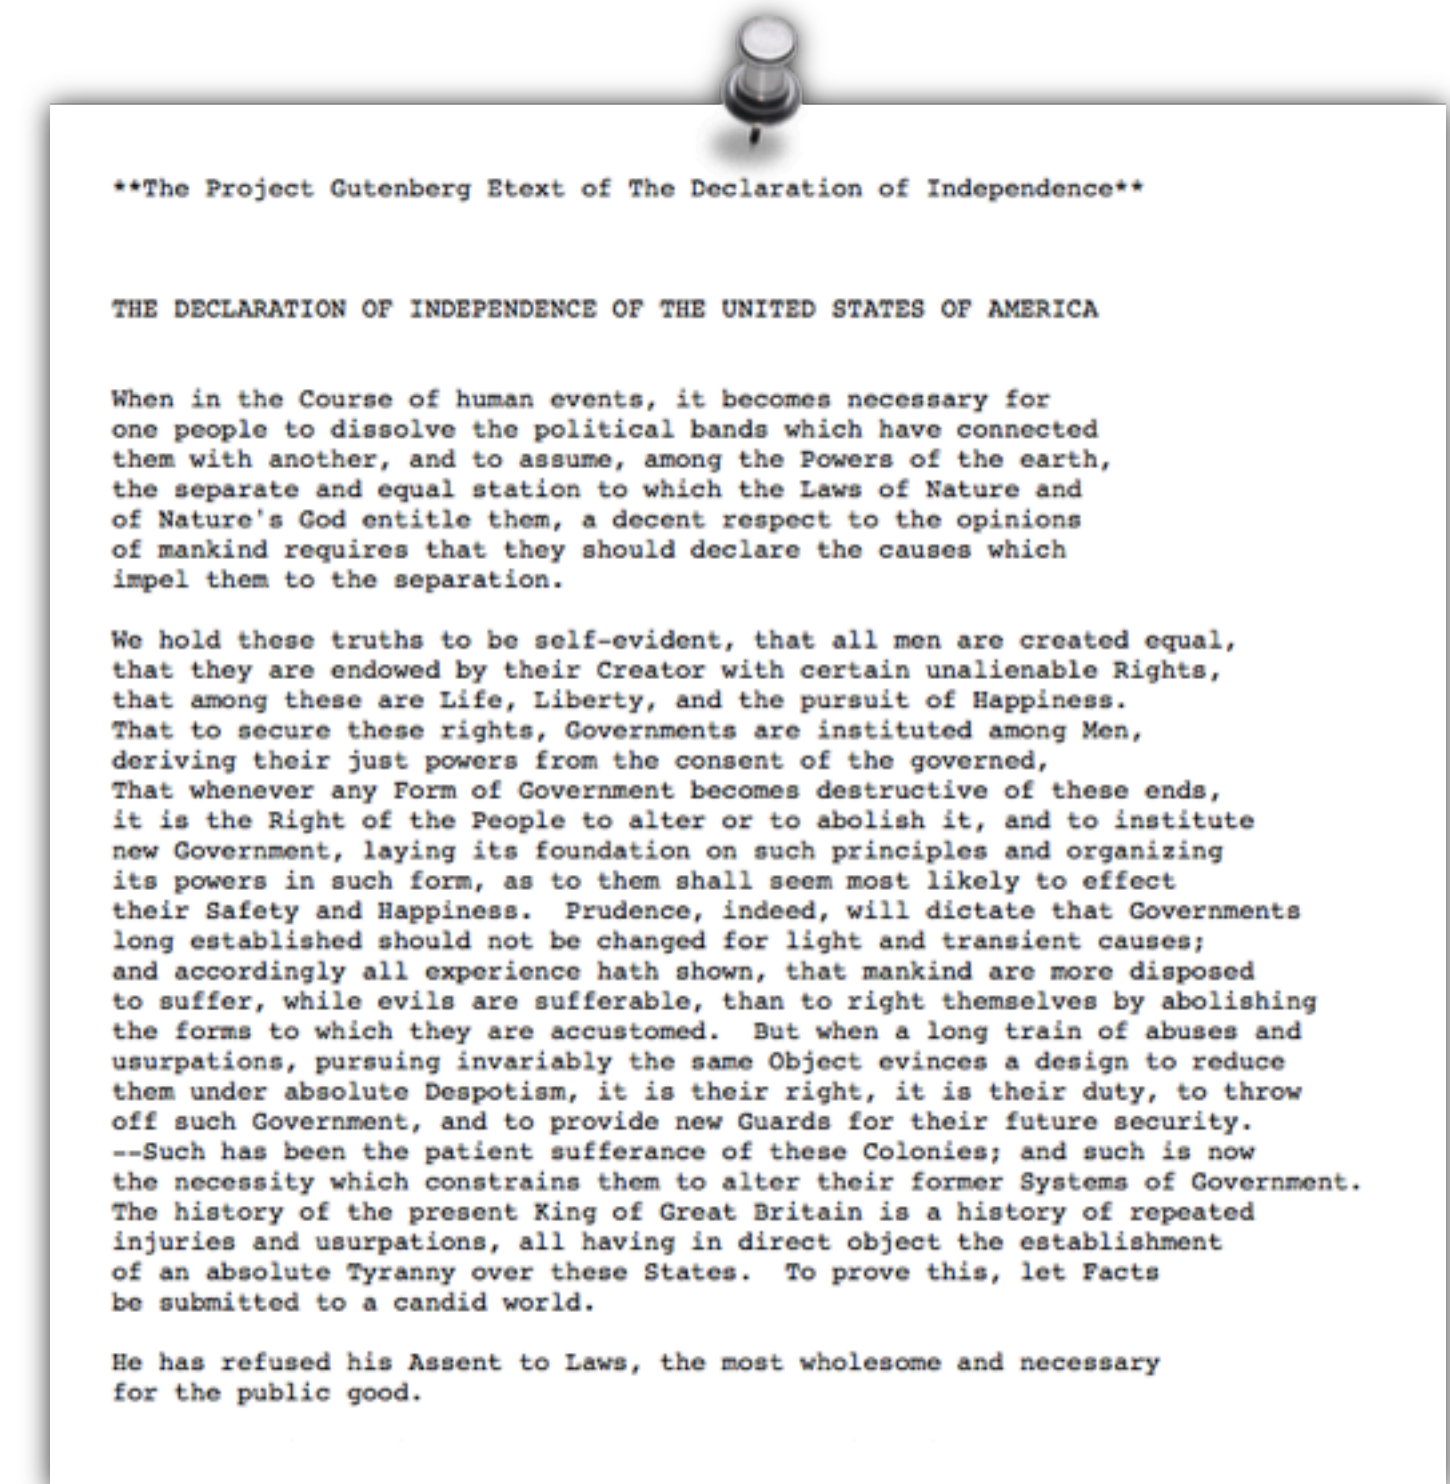 **The Project Gutenberg Etext of The Declaration of Independence**
THE DECLARATION OF INDEPENDENCE OF THE UNITED STATES OF AMERICA
When in the Course of human events, it becomes necessary for
one people to dissolve the political bands which have connected
them with another, and to assume, among the Powers of the earth,
the separate and equal station to which the Laws of Nature and
of Nature's God entitle them, a decent respect to the opinions
of mankind requires that they should declare the causes which
impel them to the separation.
We hold these truths to be self-evident, that all men are created equal,
that they are endowed by their Creator with certain unalienable Rights,
that among these are Life, Liberty, and the pursuit of Happiness.
That to secure these rights, Governments are instituted among Men,
deriving their just powers from the consent of the governed,
That whenever any Form of Government becomes destructive of these ends,
it is the Right of the People to alter or to abolish it, and to institute
new Government, laying its foundation on such principles and organizing
its powers in such form, as to them shall seem most likely to effect
their Safety and Happiness.  Prudence, indeed, will dictate that Governments
long established should not be changed for light and transient causes;
and accordingly all experience hath shown, that mankind are more disposed
to suffer, while evils are sufferable, than to right themselves by abolishing
the forms to which they are accustomed.  But when a long train of abuses and
usurpations, pursuing invariably the same Object evinces a design to reduce
them under absolute Despotism, it is their right, it is their duty, to throw
off such Government, and to provide new Guards for their future security.
--Such has been the patient sufferance of these Colonies; and such is now
the necessity which constrains them to alter their former Systems of Government.
The history of the present King of Great Britain is a history of repeated
injuries and usurpations, all having in direct object the establishment
of an absolute Tyranny over these States.  To prove this, let Facts
be submitted to a candid world.
He has refused his Assent to Laws, the most wholesome and necessary
for the public good.